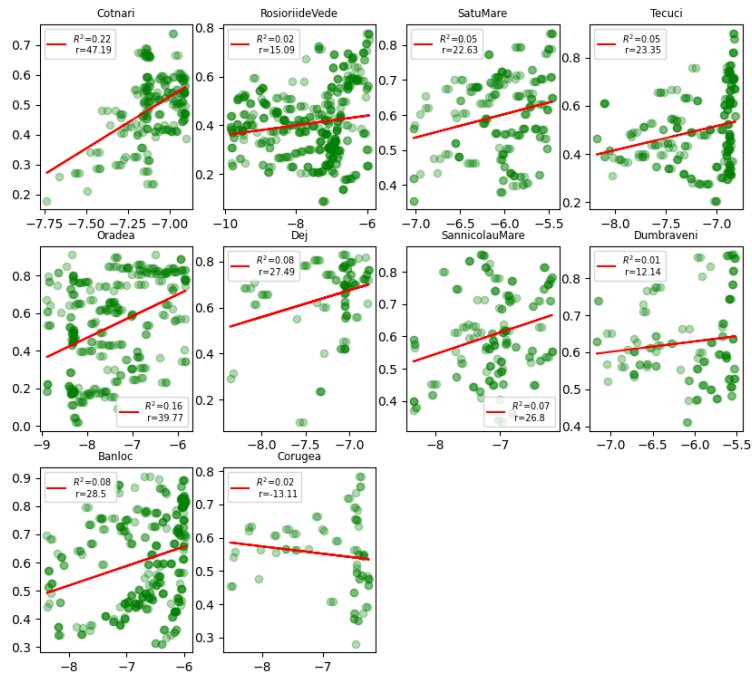 Cotnari
RosioriideVede
SatuMare
Tecuci
R²=0.22
r=47.19
R²=0.02
r=15.09
R²=0.05
r=22.63
R²=0.05
r=23.35
0.7
0.6
0.5
0.4
0.3
0.2
0.8
0.6
0.4
0.2
0.8
0.7
0.6
0.5
0.4
0.8
0.6
0.4
0.2
−7.75
−7.50
−7.25
−7.00
−10
−8
−6
−7.0
−6.5
−6.0
−5.5
−8.0
−7.5
−7.0
Oradea
Dej
SannicolauMare
Dumbraveni
R²=0.16
r=39.77
R²=0.08
r=27.49
R²=0.07
r=26.8
R²=0.01
r=12.14
0.8
0.6
0.4
0.2
0.0
0.8
0.6
0.4
0.2
0.8
0.7
0.6
0.5
0.4
0.8
0.7
0.6
0.5
0.4
−9
−8
−7
−6
−8.0
−7.5
−7.0
−8
−7
−7.0
−6.5
−6.0
−5.5
Banloc
Corugea
R²=0.08
r=28.5
R²=0.02
r=-13.11
0.9
0.8
0.7
0.6
0.5
0.4
0.3
0.8
0.7
0.6
0.5
0.4
0.3
−8
−7
−6
−8
−7